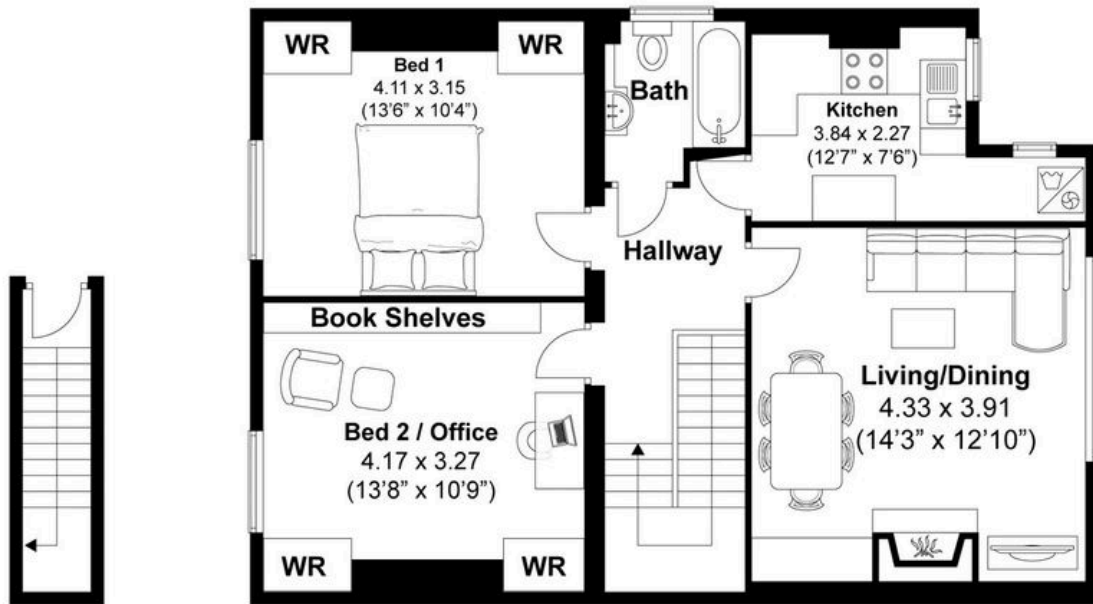 WR
WR
Bed 1
4.11 x 3.15
(13'6" x 10'4")
Bath
Kitchen
3.84 x 2.27
(12'7" x 7'6")
Hallway
Book Shelves
Bed 2 / Office
4.17 x 3.27
(13'8" x 10'9")
Living/Dining
4.33 x 3.91
(14'3" x 12'10")
WR
WR